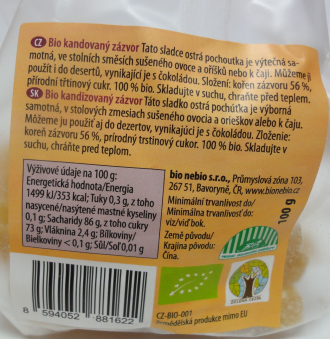 CZ Bio kandovaný zázvor Tato sladce ostrá pochoutka je výtečná sa-
motná, ve stolních směsích sušeného ovoce a oříšků nebo k čaji. Můžeme ji
použít i do desertů, vynikající je s čokoládou. Složení: kořen zázvoru 56 %,
přírodní třtinový cukr. 100 % bio. Skladujte v suchu, chraňte před teplem.
SK Bio kandizovaný zázvor Táto sladko ostrá pochúťka je výborná
samotná, v stolových zmesiach sušeného ovocia a orieškov alebo k čaju.
Môžeme ju použiť aj do dezertov, vynikajúci je s čokoládou. Zloženie:
koreň zázvoru 56 %, prírodný trstinový cukor. 100 % bio. Skladujte v
suchu, chráňte pred teplom.
Výživové údaje na 100 g:
Energetická hodnota/Energia
1499 kJ/353 kcal; Tuky 0,3 g, z toho
nasycené/nasýtené mastné kyseliny
0,1 g; Sacharidy 86 g, z toho cukry
73 g; Vláknina 2,4 g; Bílkoviny/
Bielkoviny < 0,1 g; Sůl/Soľ 0,01 g
bio nebio s.r.o., Průmyslová zóna 103,
267 51, Bavoryně, ČR, www.bionebio.cz
Minimální trvanlivost do/
Minimálna trvanlivosť do:
viz/viď bok.
Země původu/
Krajina pôvodu:
Čína.
100 g
8 594052 881622
CZ-BIO-001
produkce mimo EU